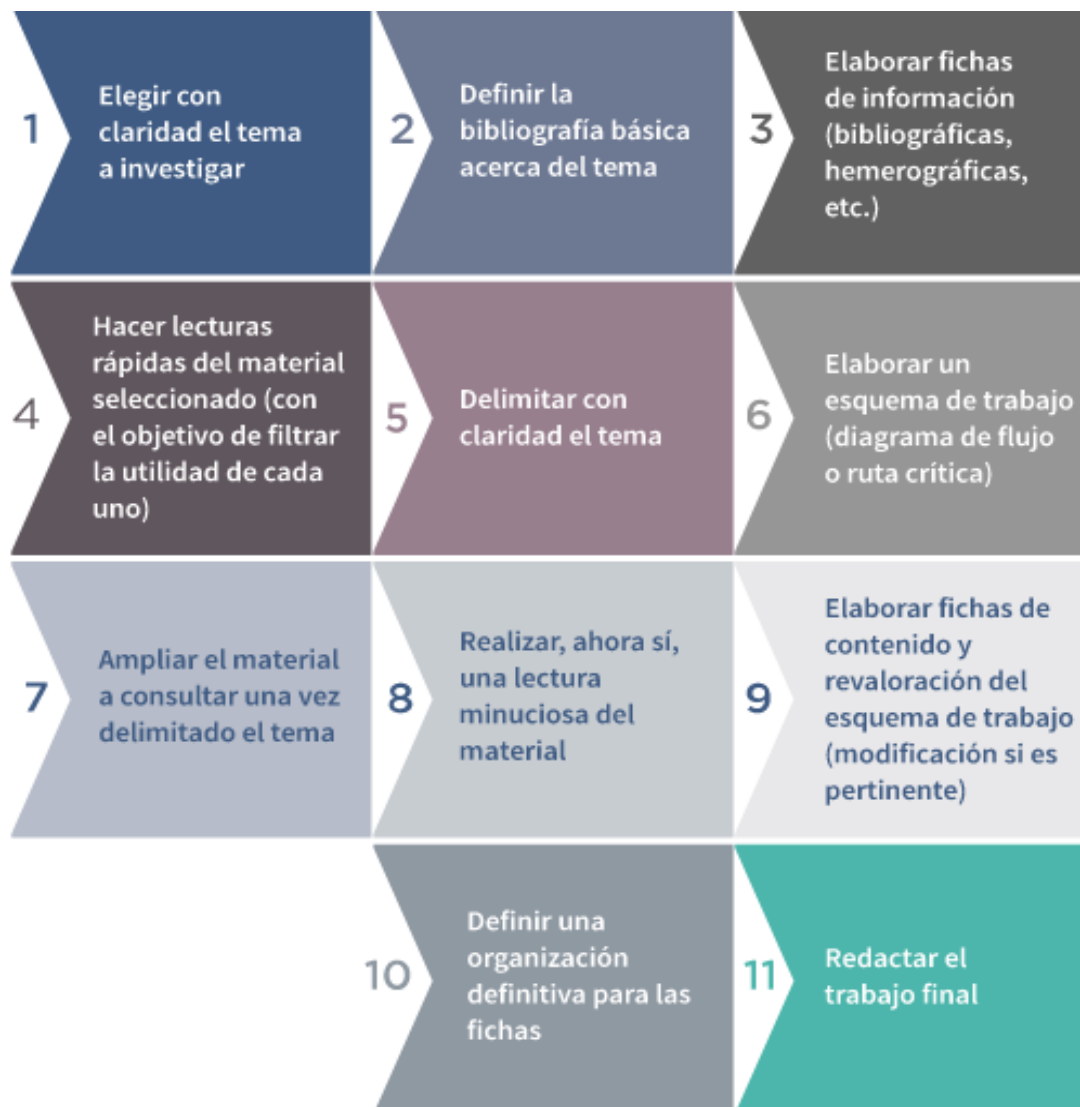 1
Elegir con
claridad el tema
a investigar
2
Definir la
bibliografía básica
acerca del tema
3
Elaborar fichas
de información
(bibliográficas,
hemerográficas,
etc.)
4
Hacer lecturas
rápidas del material
seleccionado (con
el objetivo de filtrar
la utilidad de cada
uno)
5
Delimitar con
claridad el tema
6
Elaborar un
esquema de trabajo
(diagrama de flujo
o ruta crítica)
7
Ampliar el material
a consultar una vez
delimitado el tema
8
Realizar, ahora sí,
una lectura
minuciosa del
material
9
Elaborar fichas de
contenido y
revaloración del
esquema de trabajo
(modificación si es
pertinente)
10
Definir una
organización
definitiva para las
fichas
11
Redactar el
trabajo final